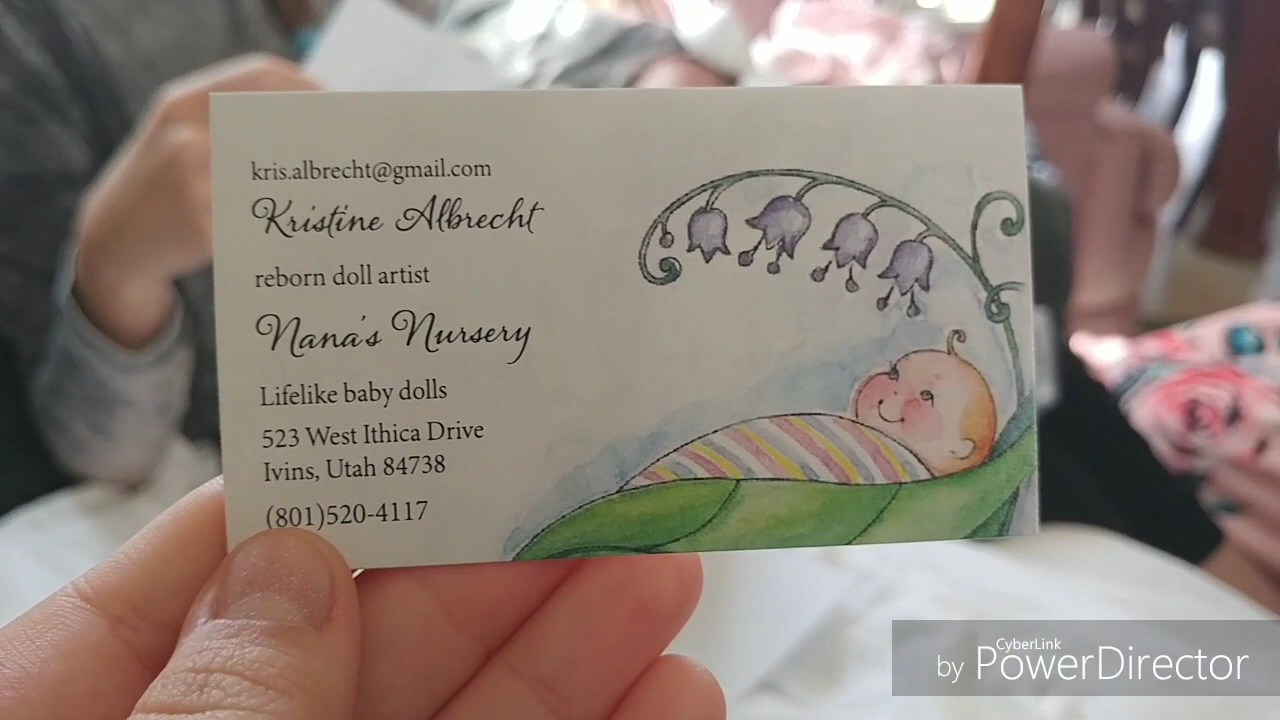 kris.albrecht@gmail.com
Kristine Albrecht
reborn doll artist
Nana's Nursery
Lifelike baby dolls
523 West Ithica Drive
Ivins, Utah 84738
(801)520-4117
CyberLink
by PowerDirector